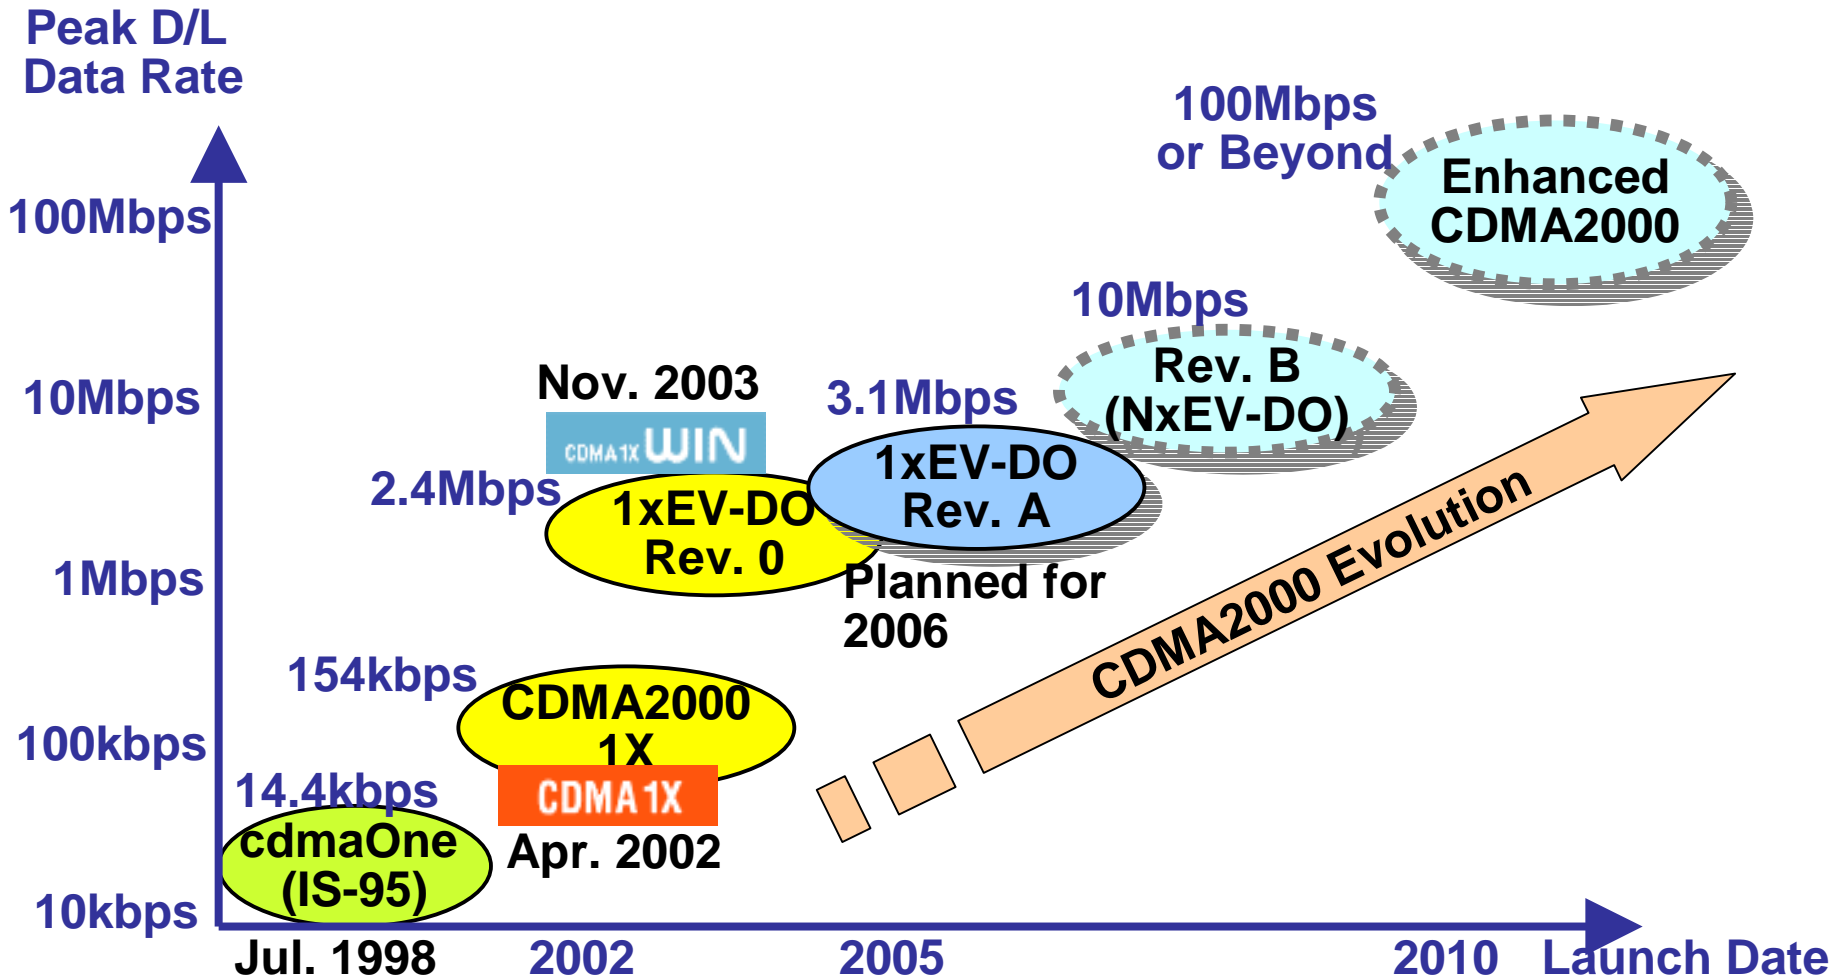 Peak D/L
Data Rate
100Mbps
or Beyond
Enhanced
CDMA2000
100Mbps
10Mbps
Rev. B
(NxEV-DO)
Nov. 2003
10Mbps
3.1Mbps
CDMA1X WIN
2.4Mbps
1xEV-DO
Rev. 0
1xEV-DO
Rev. A
1Mbps
Planned for
2006
CDMA2000 Evolution
154kbps
CDMA2000
1X
100kbps
14.4kbps
CDMA 1X
cdmaOne
(IS-95)
Apr. 2002
10kbps
Jul. 1998
2002
2005
2010
Launch Date